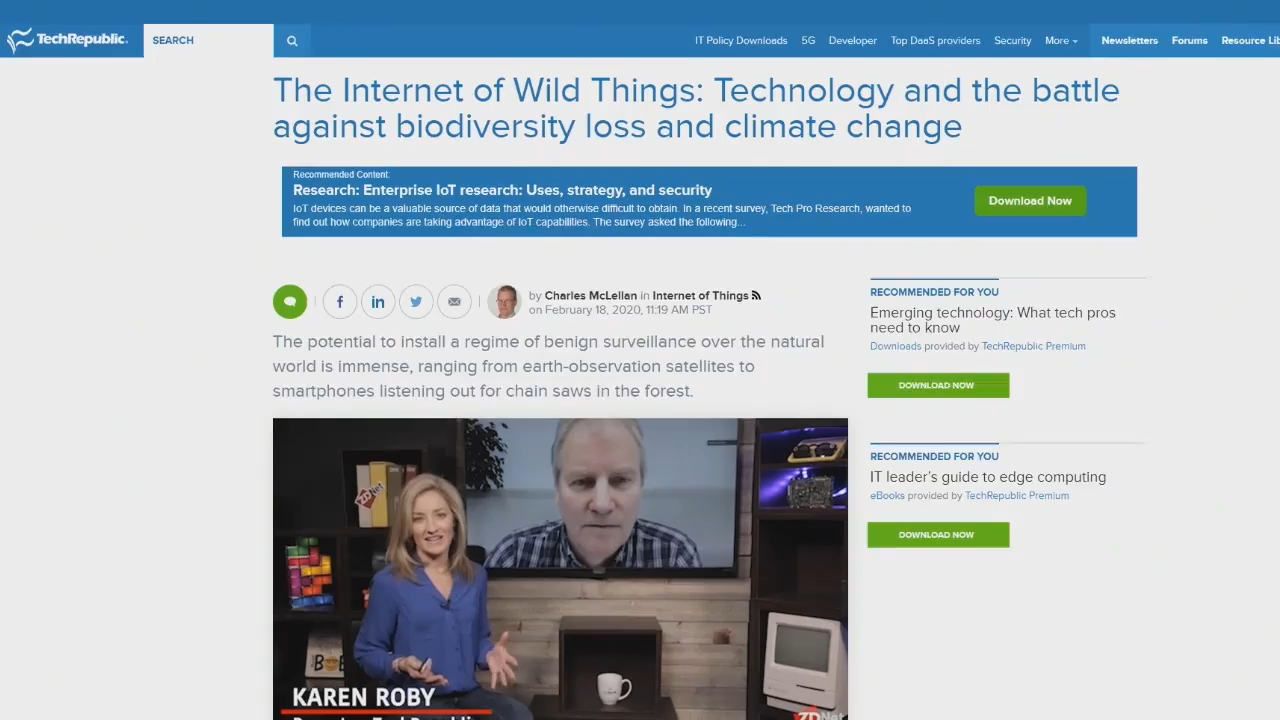 TechRepublic.
SEARCH
IT Policy Downloads 5G Developer Top DaaS providers Security More
Newsletters Forums Resource Lib
The Internet of Wild Things: Technology and the battle
against biodiversity loss and climate change
Recommended Content:
Research: Enterprise IoT research: Uses, strategy, and security
IoT devices can be a valuable source of data that would otherwise difficult to obtain. In a recent survey, Tech Pro Research, wanted to
find out how companies are taking advantage of IoT capabilities. The survey asked the following...
Download Now
by Charles McLellan in Internet of Things
on February 18, 2020, 11:19 AM PST
The potential to install a regime of benign surveillance over the natural
world is immense, ranging from earth-observation satellites to
smartphones listening out for chain saws in the forest.
ZDNet
KAREN ROBY
ZDNet
RECOMMENDED FOR YOU
Emerging technology: What tech pros
need to know
Downloads provided by TechRepublic Premium
DOWNLOAD NOW
RECOMMENDED FOR YOU
IT leader's guide to edge computing
eBooks provided by TechRepublic Premium
DOWNLOAD NOW